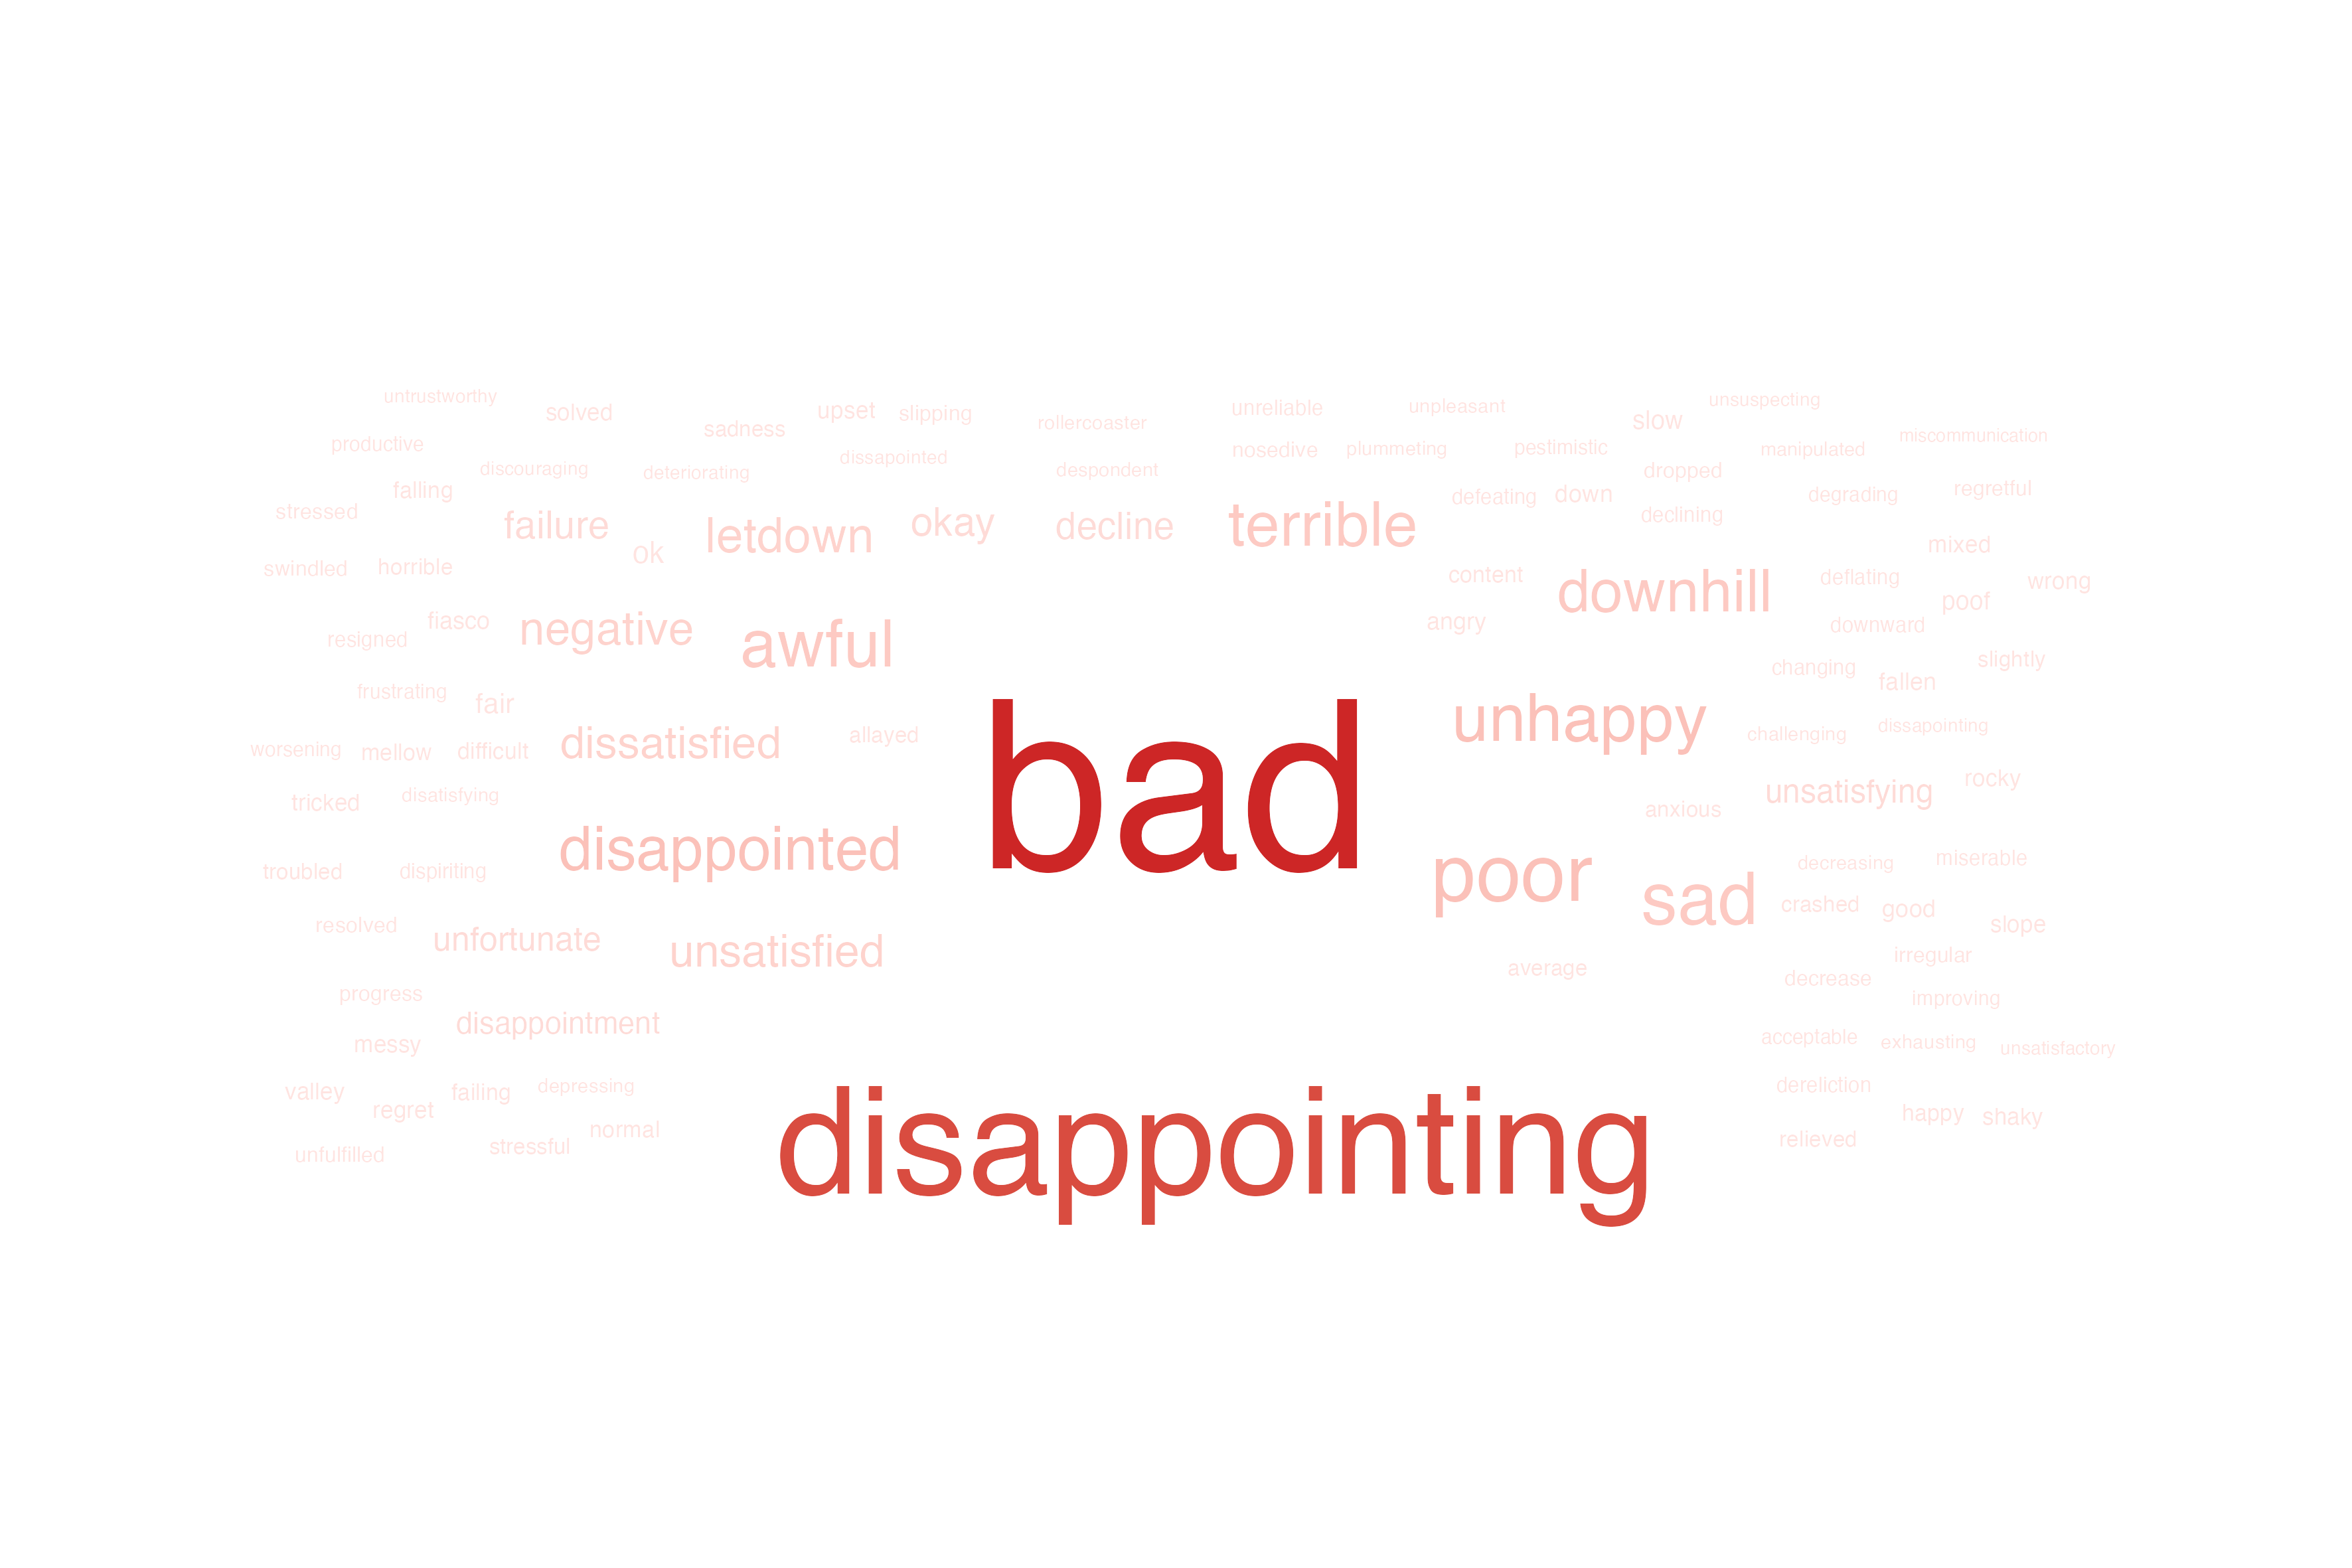 untrustworthy
solved
sadness
upset
slipping
rollercoaster
unreliable
unpleasant
slow
unsuspecting
productive
discouraging
deteriorating
dissapointed
despondent
nosedive
plummeting
pestimistic
dropped
manipulated
miscommunication
stressed
falling
failure
ok
letdown
okay
decline
terrible
defeating
down
declining
degrading
regretful
swindled
horrible
content
downhill
deflating
mixed
poof
wrong
resigned
fiasco
negative
awful
angry
downward
frustrating
fair
changing
fallen
slightly
worsening
mellow
difficult
dissatisfied
allayed
bad
unhappy
challenging
dissapointing
tricked
disatisfying
anxious
unsatisfying
rocky
troubled
dispiriting
disappointed
poor
sad
decreasing
miserable
crashed
good
slope
resolved
unfortunate
unsatisfied
average
irregular
decrease
progress
improving
messy
disappointment
acceptable
exhausting
unsatisfactory
valley
regret
failing
depressing
disappointing
dereliction
happy
shaky
unfulfilled
stressful
normal
relieved